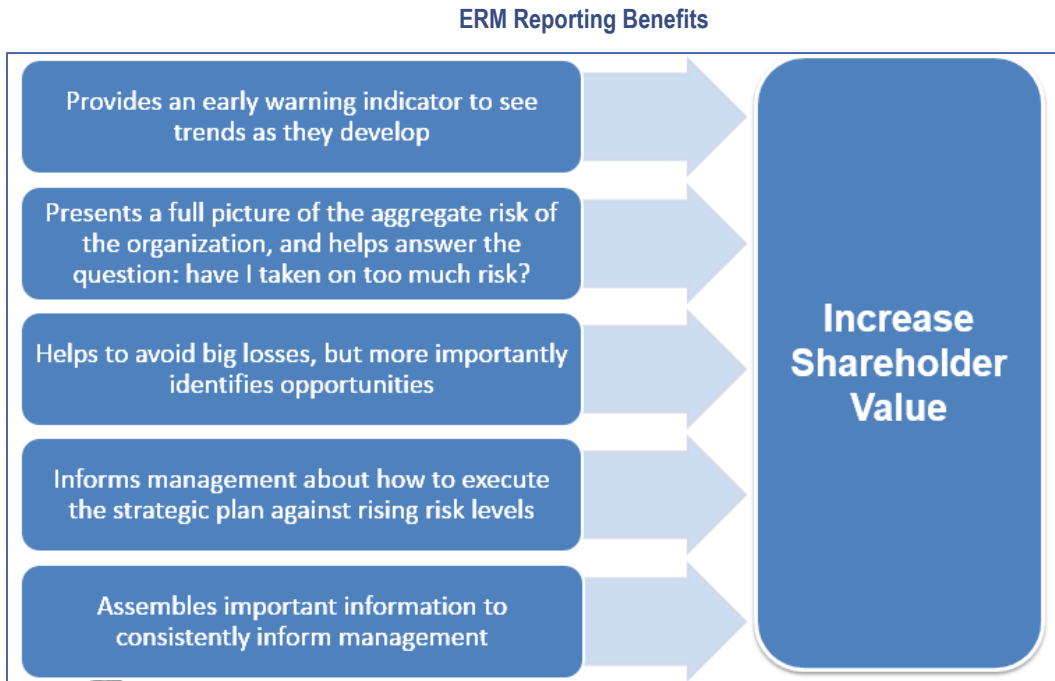 ERM Reporting Benefits
Provides an early warning indicator to see
trends as they develop
Presents a full picture of the aggregate risk of
the organization, and helps answer the
question: have I taken on too much risk?
Helps to avoid big losses, but more importantly
identifies opportunities
Informs management about how to execute
the strategic plan against rising risk levels
Assembles important information to
consistently inform management
Increase
Shareholder
Value